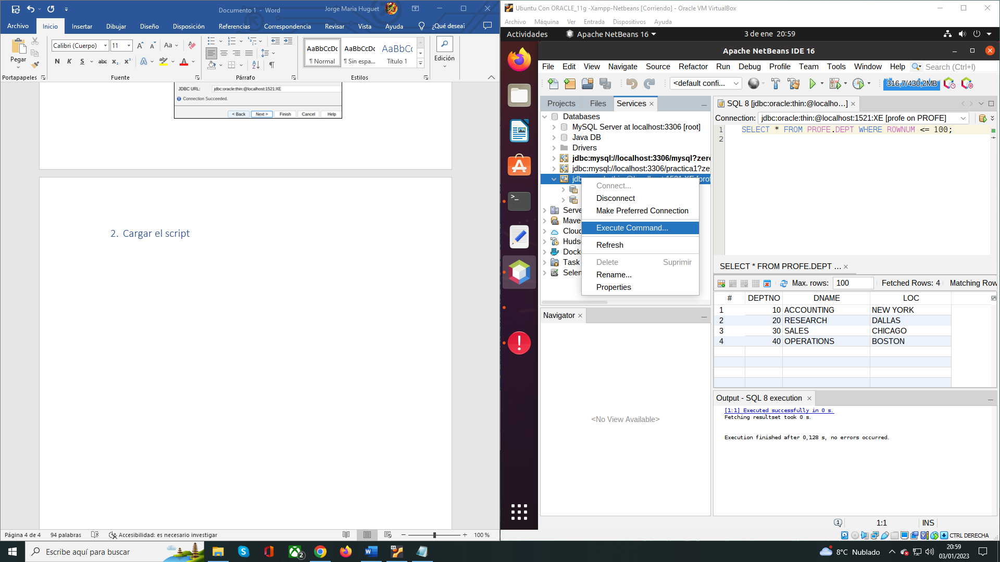 Documento 1 - Word
Jorge Maria Huguet
Archivo Inicio Insertar Dibujar Diseño Disposición Referencias Correspondencia Revisar Vista Ayuda ¿Qué desea?
Pegar
Calibri (Cuerpo) 11
Aa
N K S abc x₂ x² A A
AaBbCcDc AaBbCcDc AaBbCc
¶ Normal ¶ Sin espa... Título 1
Edición
Portapapeles Fuente Párrafo Estilos
JDBC URL: jdbc:oracle:thin:@localhost:1521:XE
Connection Succeeded.
< Back Next > Finish Cancel Help
2. Cargar el script
Página 4 de 4 94 palabras Accesibilidad: es necesario investigar 100 %
Ubuntu Con ORACLE_11g -Xampp-Netbeans [Corriendo] - Oracle VM VirtualBox
Archivo Máquina Ver Entrada Dispositivos Ayuda
Actividades Apache NetBeans 16 3 de ene 20:59
Apache NetBeans IDE 16
File Edit View Navigate Source Refactor Run Debug Profile Team Tools Window Help Search (Ctrl+I)
<default confi... 316,7/430,2MB
Projects Files Services
Databases
MySQL Server at localhost:3306 [root]
Java DB
Drivers
jdbc:mysql://localhost:3306/mysql?zero
jdbc:mysql://localhost:3306/practica1?ze
Serve
Mave
Cloud
Huds
Docke
Task
Selen
Connect...
Disconnect
Make Preferred Connection
Execute Command...
Refresh
Delete Suprimir
Rename...
Properties
Navigator
<No View Available>
SQL 8 [jdbc:oracle:thin:@localho...]
Connection: jdbc:oracle:thin:@localhost:1521:XE [profe on PROFE]
1 SELECT * FROM PROFE.DEPT WHERE ROWNUM <= 100;
2
SELECT * FROM PROFE.DEPT ...
Max. rows: 100 Fetched Rows: 4 Matching Row
# DEPTNO DNAME LOC
1 10 ACCOUNTING NEW YORK
2 20 RESEARCH DALLAS
3 30 SALES CHICAGO
4 40 OPERATIONS BOSTON
Output - SQL 8 execution
[1:1] Executed successfully in 0 s.
Fetching resultset took 0 s.
Execution finished after 0,128 s, no errors occurred.
1 1:1 INS
CTRL DERECHA
Escribe aquí para buscar
2
8°C Nublado
20:59
03/01/2023